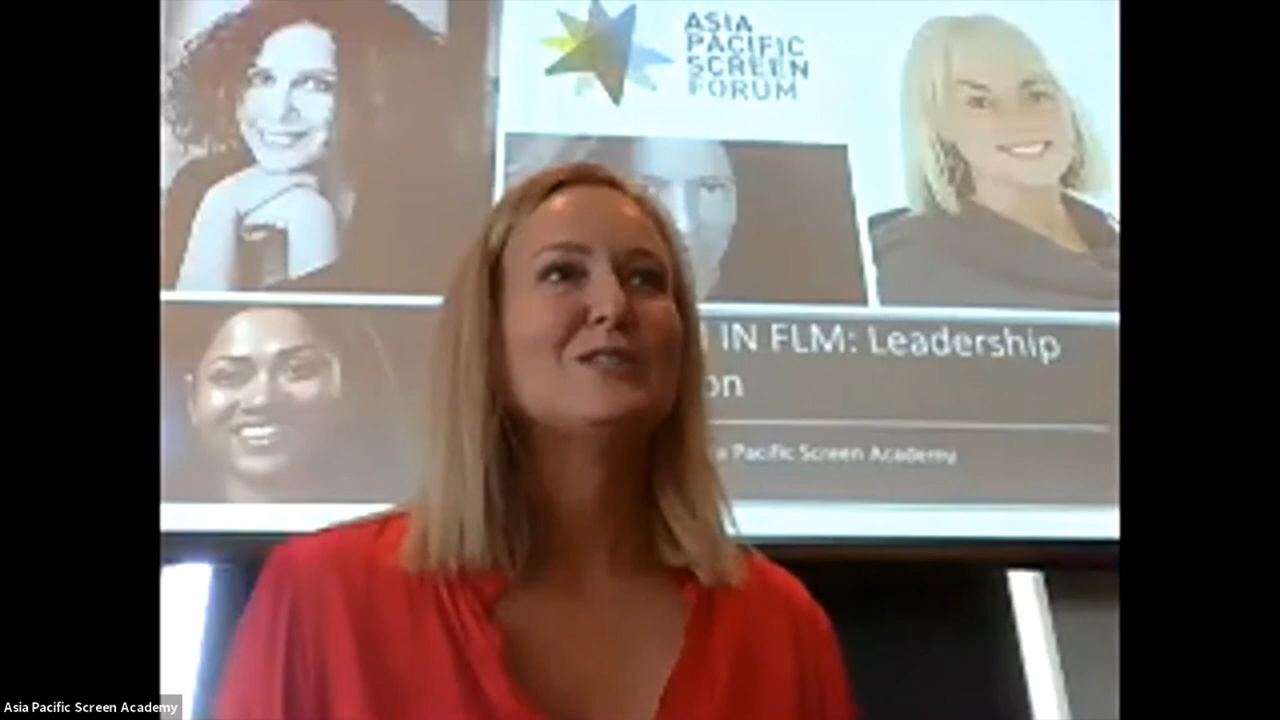 ASIA
PACIFIC
SCREEN
FORUM
IN FLM: Leadership
on
Pacific Screen Academy
Asia Pacific Screen Academy